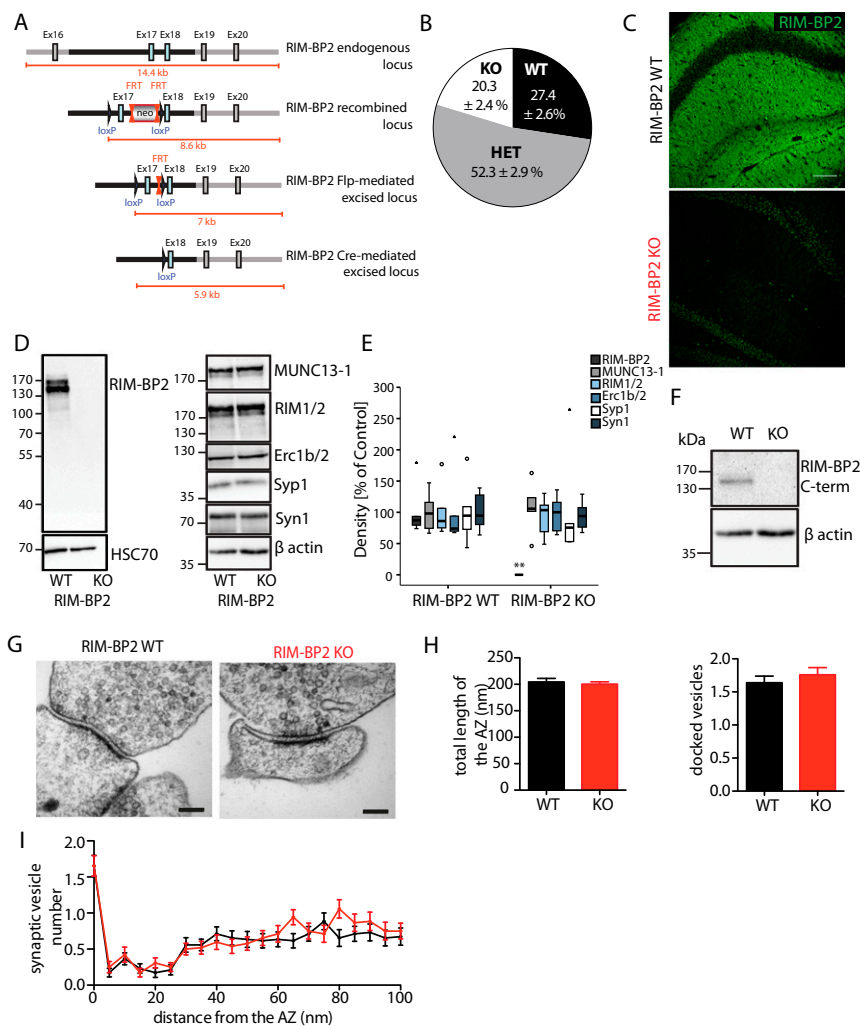 A
Ex16 Ex17 Ex18 Ex19 Ex20
RIM-BP2 endogenous
locus
14.4 kb
FRT FRT
Ex17 Ex18 Ex19 Ex20
neo
RIM-BP2 recombined
locus
loxP loxP
8.6 kb
FRT
Ex17 Ex18 Ex19 Ex20
RIM-BP2 Flp-mediated
excised locus
loxP loxP
7 kb
Ex18 Ex19 Ex20
RIM-BP2 Cre-mediated
excised locus
loxP
5.9 kb
B
KO
20.3
± 2.4 %
WT
27.4
± 2.6%
HET
52.3 ± 2.9 %
C
RIM-BP2
RIM-BP2 WT
RIM-BP2 KO
D
170
130
100
70
55
40
70
RIM-BP2
HSC70
WT KO
RIM-BP2
170
170
130
130
35
70
35
MUNC13-1
RIM1/2
Erc1b/2
Syp1
Syn1
β actin
WT KO
RIM-BP2
E
RIM-BP2
MUNC13-1
RIM1/2
Erc1b/2
Syp1
Syn1
Density [% of Control]
300
250
200
150
100
50
0
**
RIM-BP2 WT RIM-BP2 KO
F
kDa WT KO
170
130
35
RIM-BP2
C-term
β actin
G
RIM-BP2 WT RIM-BP2 KO
H
total length of
the AZ (nm)
250
200
150
100
50
0
WT KO
docked vesicles
2.0
1.5
1.0
0.5
0.0
WT KO
I
synaptic vesicle
number
2.0
1.5
1.0
0.5
0.0
0 20 40 60 80 100
distance from the AZ (nm)